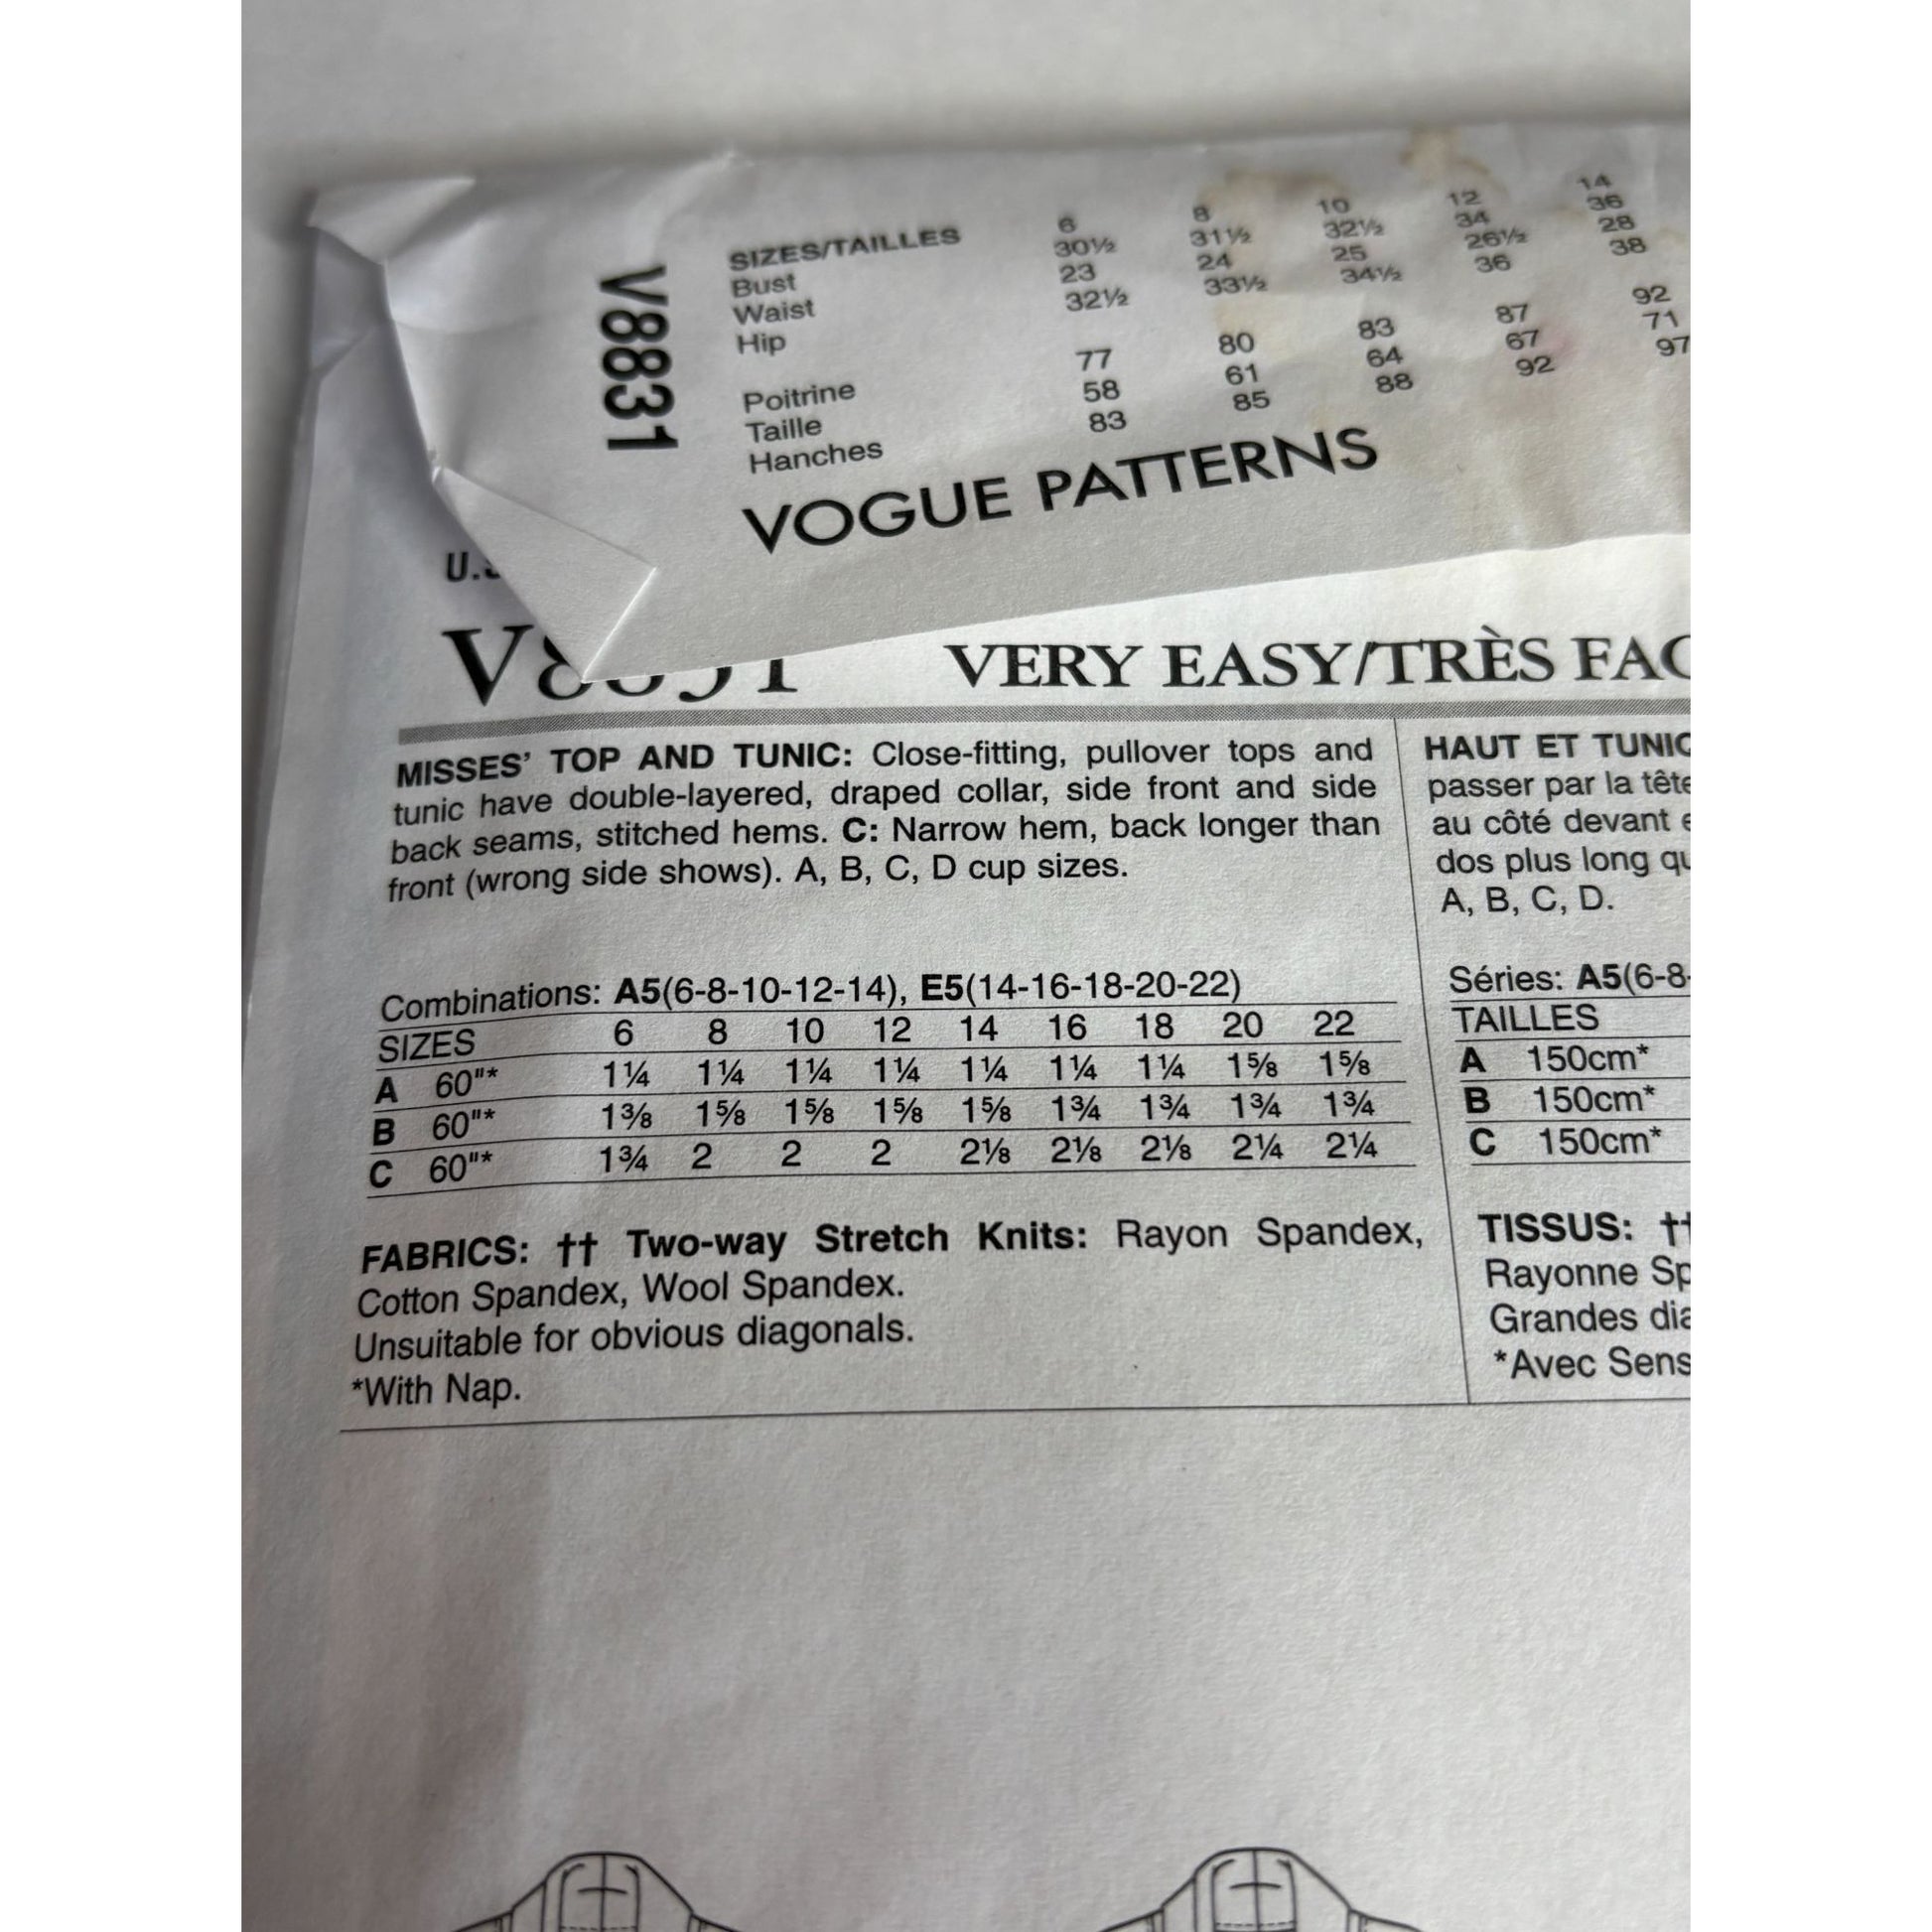 V8831
SIZES/TAILLES 6 8 10 12 14
Bust 30½ 31½ 32½ 34 36
Waist 23 24 25 26½ 28
Hip 32½ 33½ 34½ 36 38
Poitrine 77 80 83 87 92
Taille 58 61 64 67 71
Hanches 83 85 88 92 97
VOGUE PATTERNS
VERY EASY/TRÈS FAC
MISSES' TOP AND TUNIC: Close-fitting, pullover tops and
tunic have double-layered, draped collar, side front and side
back seams, stitched hems. C: Narrow hem, back longer than
front (wrong side shows). A, B, C, D cup sizes.
Combinations: A5(6-8-10-12-14), E5(14-16-18-20-22)
SIZES 6 8 10 12 14 16 18 20 22
A 60"* 1¼ 1¼ 1¼ 1¼ 1¼ 1¼ 1¼ 1⅝ 1⅝
B 60"* 1⅜ 1⅝ 1⅝ 1⅝ 1⅝ 1¾ 1¾ 1¾ 1¾
C 60"* 1¾ 2 2 2 2⅛ 2⅛ 2⅛ 2¼ 2¼
FABRICS: †† Two-way Stretch Knits: Rayon Spandex,
Cotton Spandex, Wool Spandex.
Unsuitable for obvious diagonals.
*With Nap.
HAUT ET TUNIC
passer par la tête
au côté devant e
dos plus long qu
A, B, C, D.
Séries: A5(6-8-
TAILLES
A 150cm*
B 150cm*
C 150cm*
TISSUS: ††
Rayonne Sp
Grandes dia
*Avec Sens